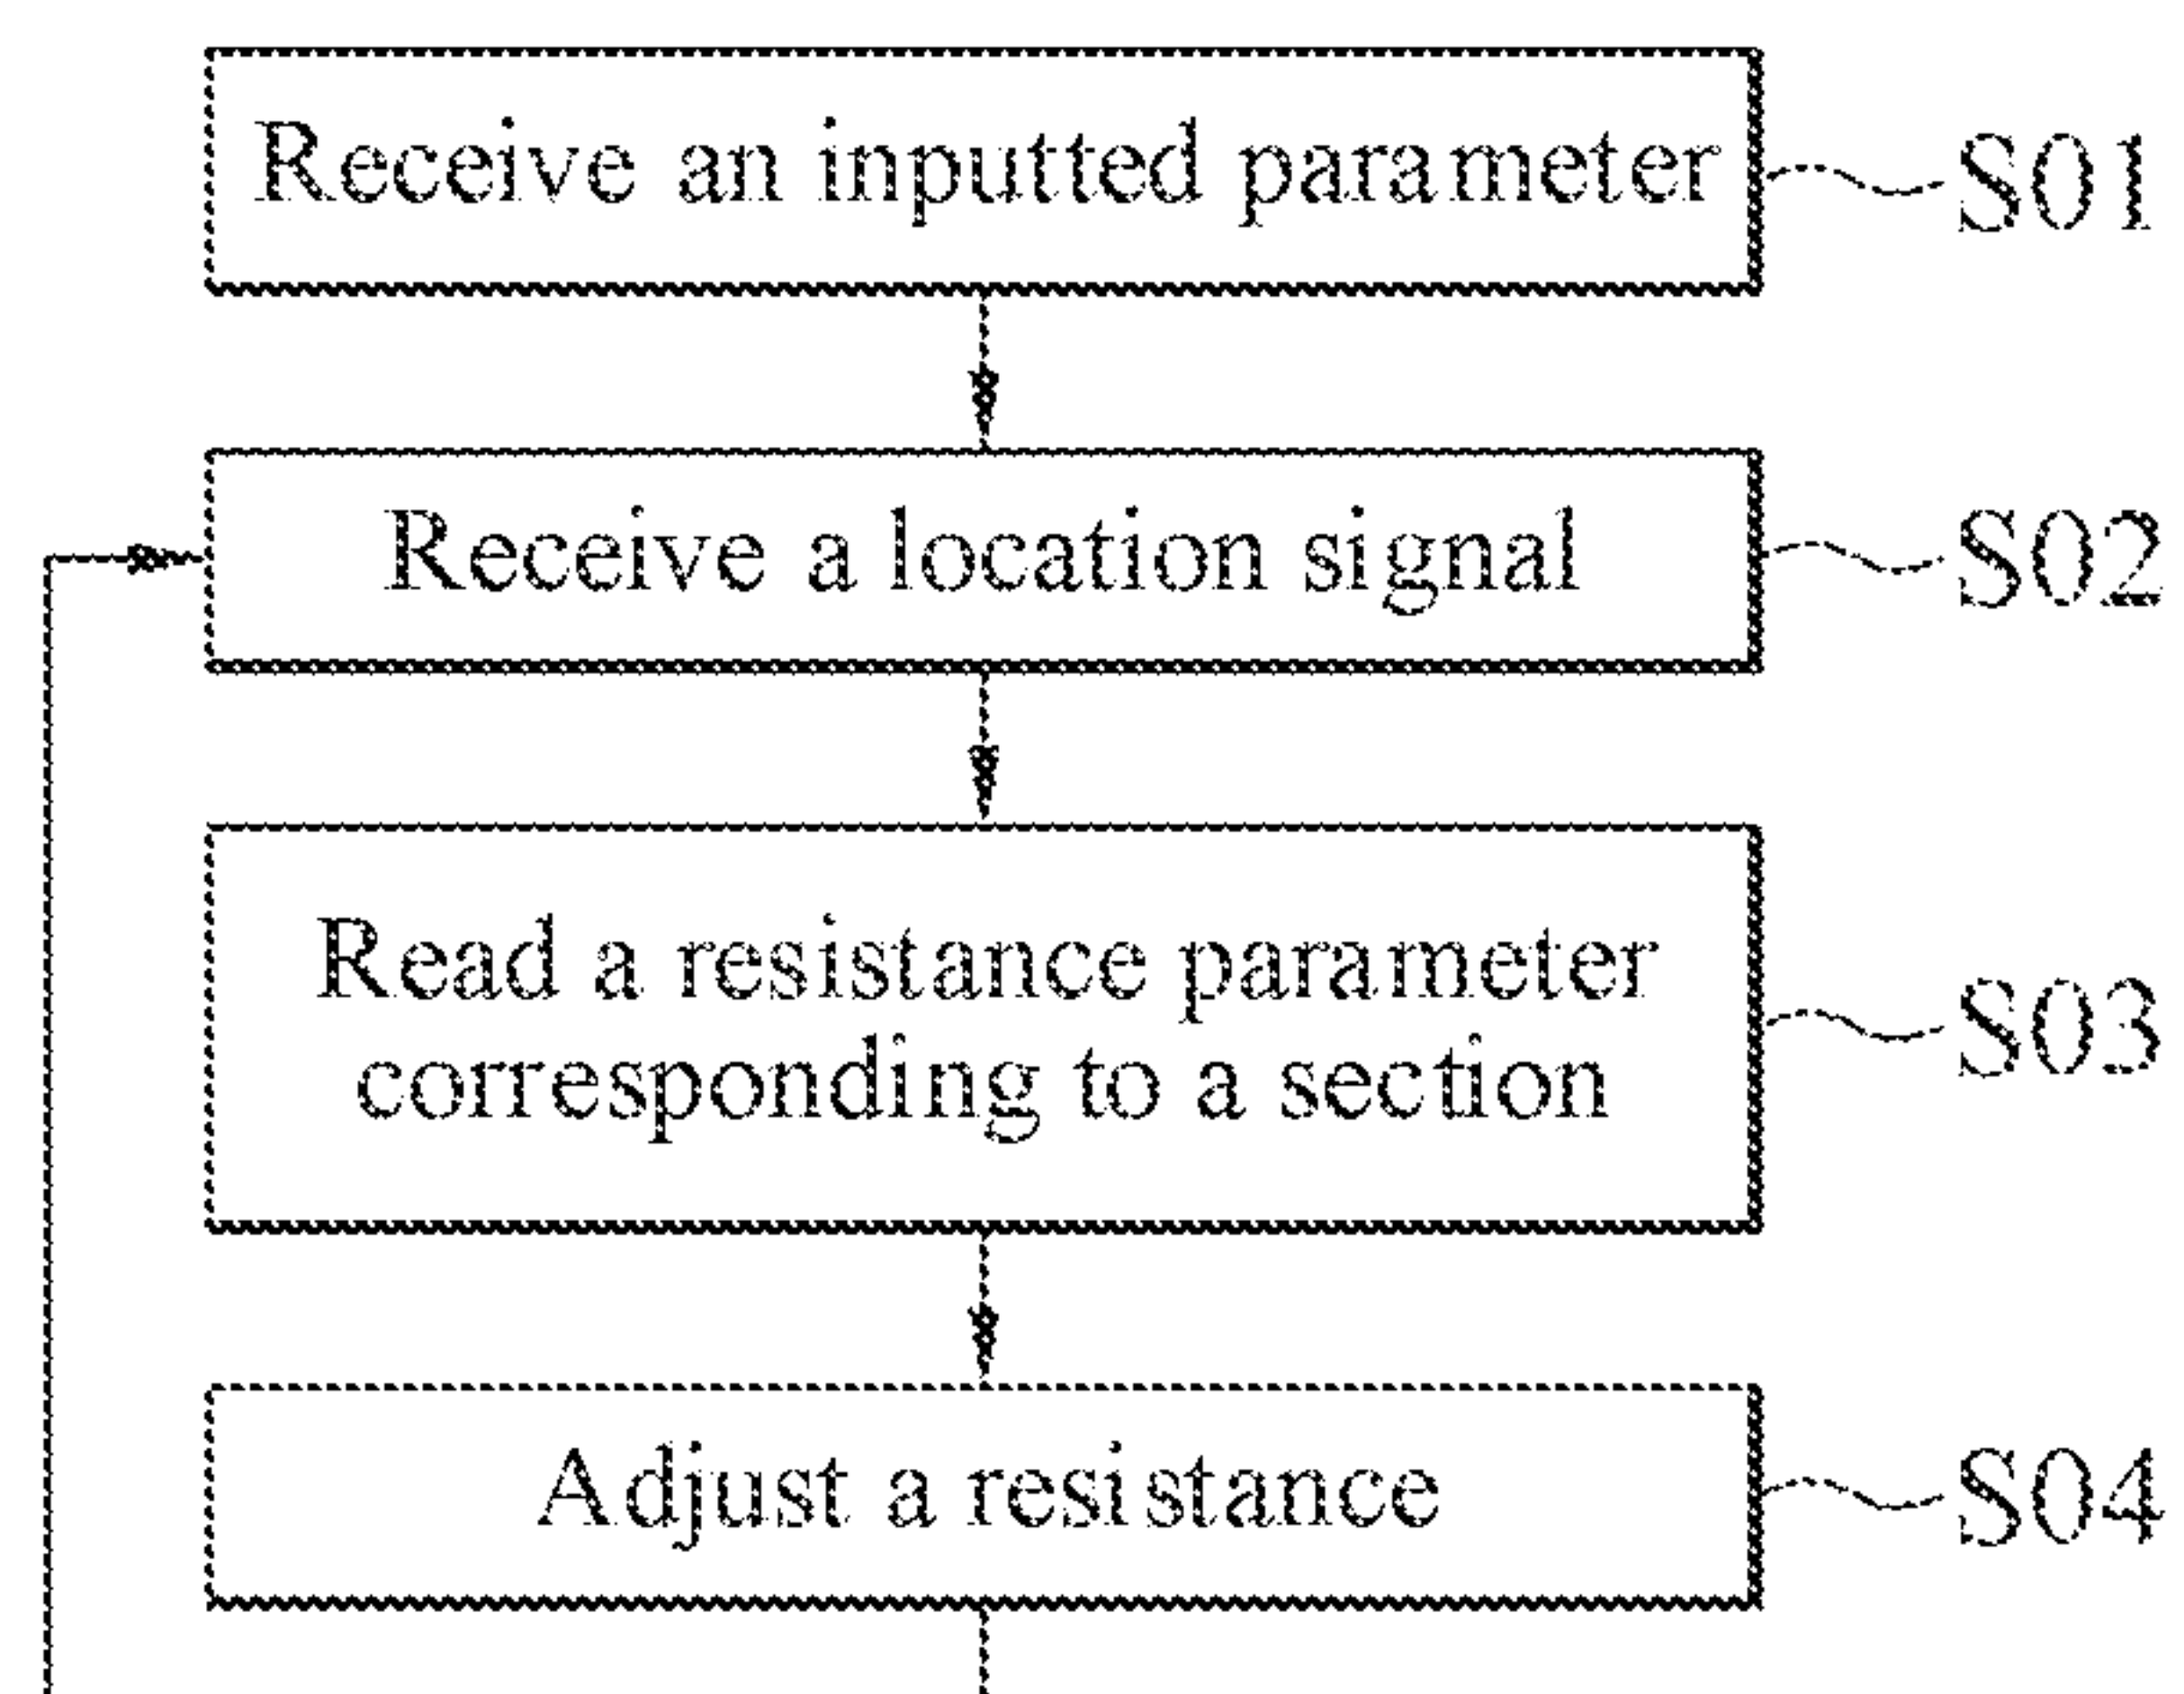 Receive an inputted parameter
S01
Receive a location signal
S02
Read a resistance parameter
corresponding to a section
S03
Adjust a resistance
S04